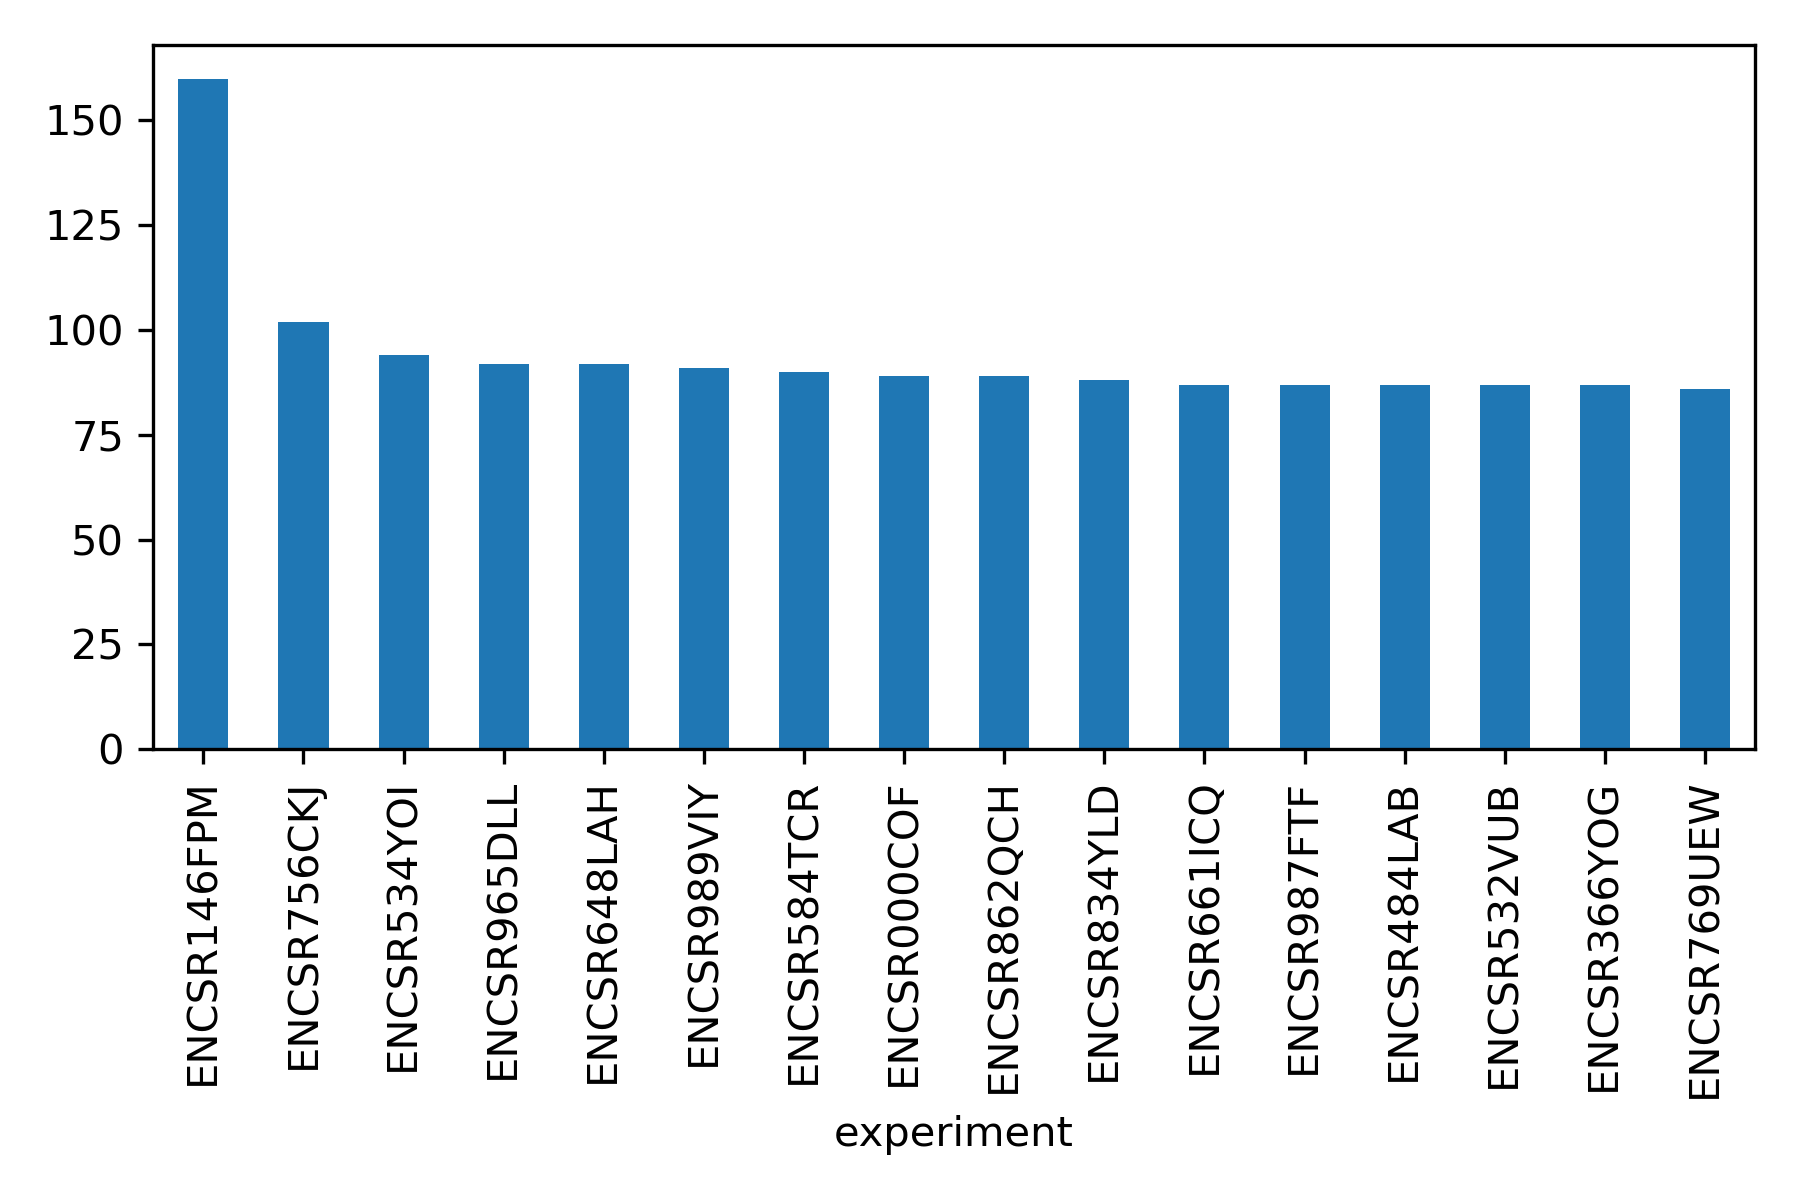 150
125
100
75
50
25
0
ENCSR146FPM
ENCSR756CKJ
ENCSR534YOI
ENCSR965DLL
ENCSR648LAH
ENCSR989VIY
ENCSR584TCR
ENCSR000COF
ENCSR862QCH
ENCSR834YLD
ENCSR661ICQ
ENCSR987FTF
ENCSR484LAB
ENCSR532VUB
ENCSR366YOG
ENCSR769UEW
experiment